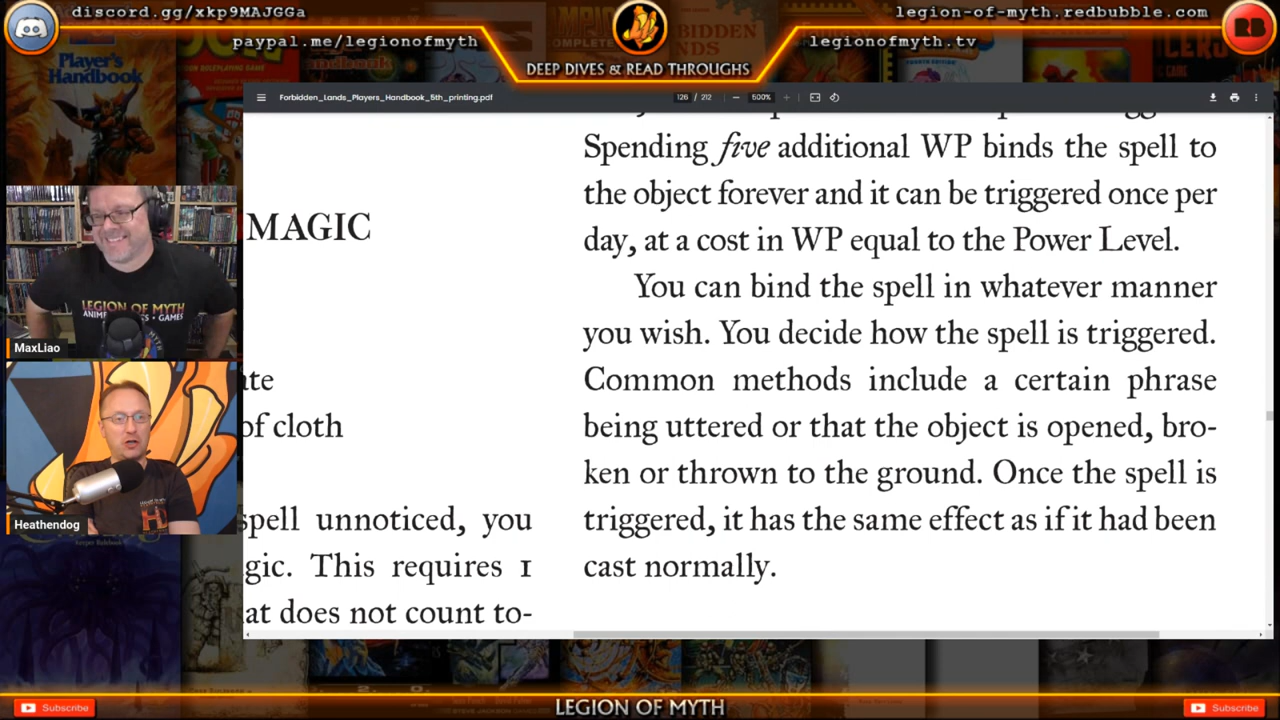 discord.gg/xkp9MAJGGa
paypal.me/legionofmyth
DEEP DIVES & READ THROUGHS
legion-of-myth.redbubble.com
legionofmyth.tv
Player's
Handbook
Forbidden_Lands_Players_Handbook_5th_printing.pdf
126 / 212
500%
MAGIC
of cloth
spell unnoticed, you
This requires 1
does not count to-
Spending five additional WP binds the spell to
the object forever and it can be triggered once per
day, at a cost in WP equal to the Power Level.
You can bind the spell in whatever manner
you wish. You decide how the spell is triggered.
Common methods include a certain phrase
being uttered or that the object is opened, bro-
ken or thrown to the ground. Once the spell is
triggered, it has the same effect as if it had been
cast normally.
LEGION OF MYTH
MaxLiao
Heathendog
Subscribe
LEGION OF MYTH
Subscribe